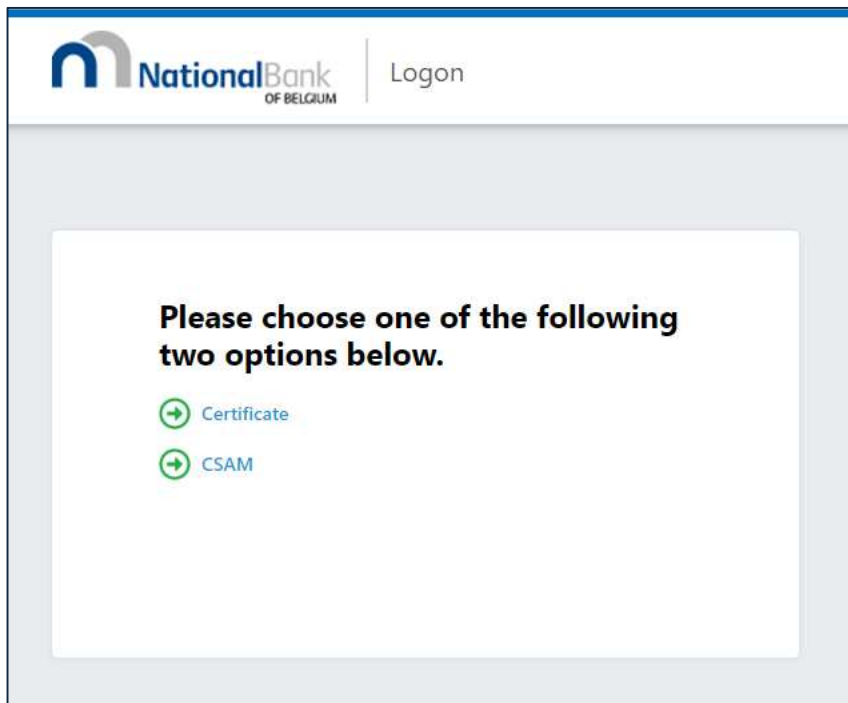 NationalBank
OF BELGIUM
Logon
Please choose one of the following
two options below.
Certificate
CSAM